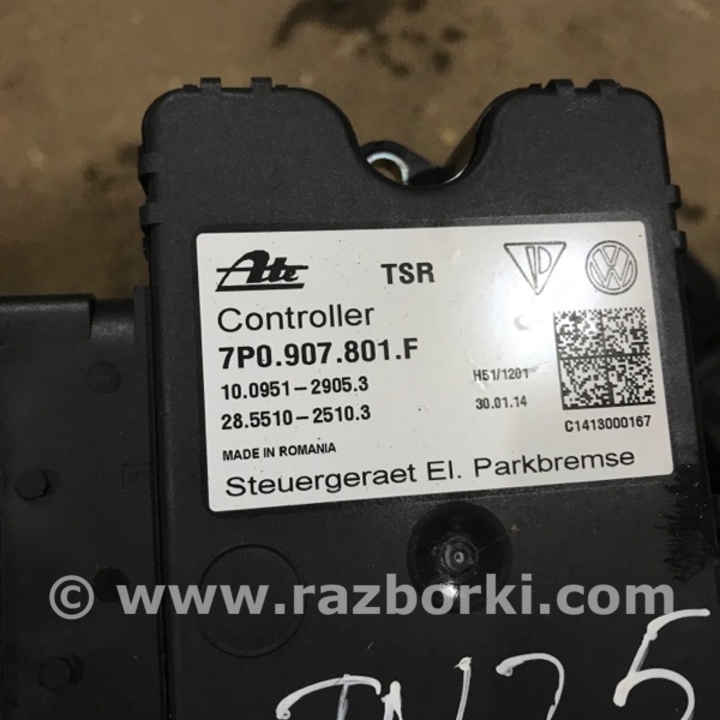 Ate TSR
Controller
7P0.907.801.F
10.0951-2905.3 H51/1201
28.5510-2510.3 30.01.14
C1413000167
MADE IN ROMANIA
Steuergeraet El. Parkbremse
© www.razborki.com